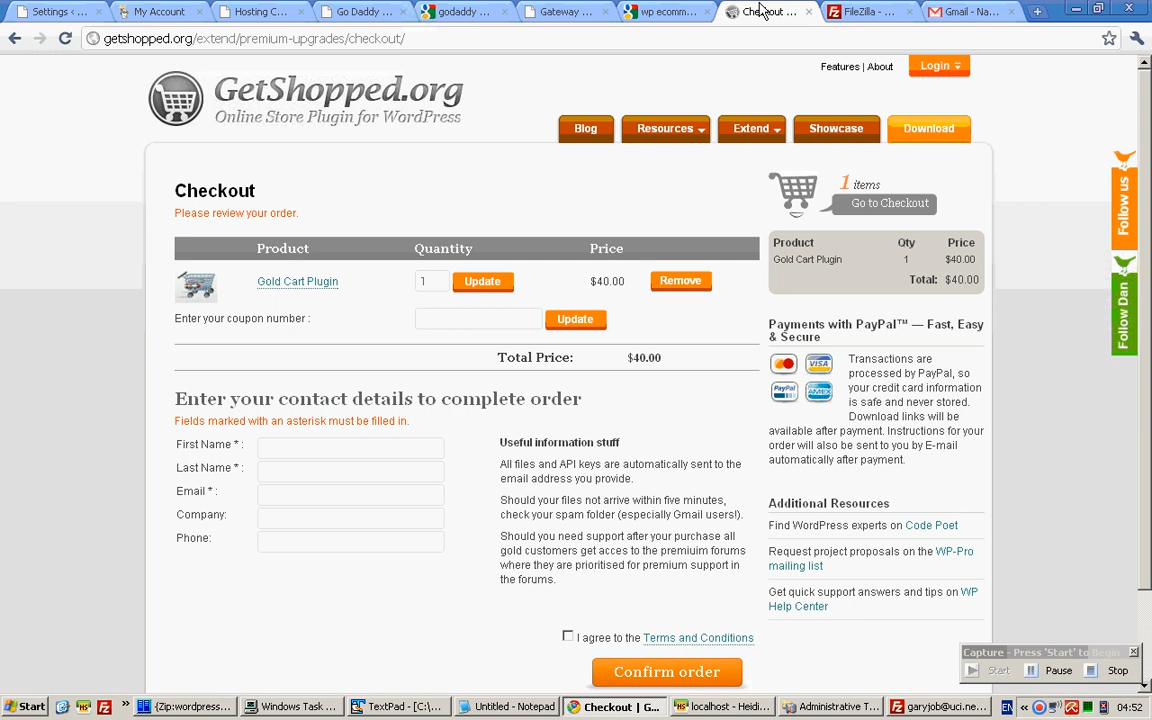 Settings ‹ ...
My Account
Hosting C...
Go Daddy ...
godaddy ...
Gateway ...
wp ecomm...
Checkout ...
FileZilla - ...
Gmail - Na...
getshopped.org/extend/premium-upgrades/checkout/
Features | About
Login
GetShopped.org
Online Store Plugin for WordPress
Blog
Resources
Extend
Showcase
Download
Follow us
Follow Dan
Checkout
Please review your order.
1 items
Go to Checkout
Product Quantity Price
Gold Cart Plugin 1 Update $40.00 Remove
Enter your coupon number : Update
Total Price: $40.00
Product Qty Price
Gold Cart Plugin 1 $40.00
Total: $40.00
Enter your contact details to complete order
Fields marked with an asterisk must be filled in.
First Name * :
Last Name * :
Email * :
Company:
Phone:
Useful information stuff
All files and API keys are automatically sent to the
email address you provide.
Should your files not arrive within five minutes,
check your spam folder (especially Gmail users!).
Should you need support after your purchase all
gold customers get acces to the premiuim forums
where they are prioritised for premium support in
the forums.
I agree to the Terms and Conditions
Confirm order
Payments with PayPal™ — Fast, Easy
& Secure
MasterCard
VISA
PayPal
AMEX
Transactions are
processed by PayPal, so
your credit card information
is safe and never stored.
Download links will be
available after payment. Instructions for your
order will also be sent to you by E-mail
automatically after payment.
Additional Resources
Find WordPress experts on Code Poet
Request project proposals on the WP-Pro
mailing list
Get quick support answers and tips on WP
Help Center
Capture - Press 'Start' to Begin
Start
Pause
Stop
Start
{Zip:wordpress...
Windows Task ...
TextPad - [C:\...
Untitled - Notepad
Checkout | G...
localhost - Heidi...
Administrative T...
garyjob@uci.ne...
EN
04:52